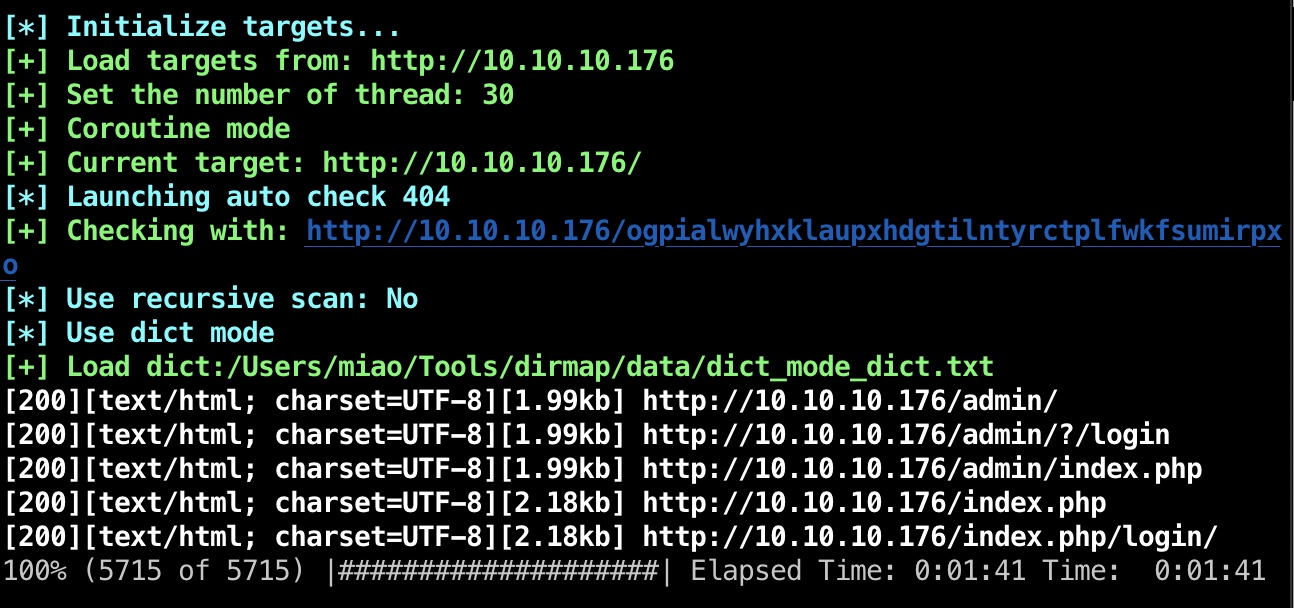 [*] Initialize targets...
[+] Load targets from: http://10.10.10.176
[+] Set the number of thread: 30
[+] Coroutine mode
[+] Current target: http://10.10.10.176/
[*] Launching auto check 404
[+] Checking with: http://10.10.10.176/ogpialwyhxklaupxhdgtilntyrctplfwkfsumirpx
o
[*] Use recursive scan: No
[*] Use dict mode
[+] Load dict:/Users/miao/Tools/dirmap/data/dict_mode_dict.txt
[200][text/html; charset=UTF-8][1.99kb] http://10.10.10.176/admin/
[200][text/html; charset=UTF-8][1.99kb] http://10.10.10.176/admin/?/login
[200][text/html; charset=UTF-8][1.99kb] http://10.10.10.176/admin/index.php
[200][text/html; charset=UTF-8][2.18kb] http://10.10.10.176/index.php
[200][text/html; charset=UTF-8][2.18kb] http://10.10.10.176/index.php/login/
100% (5715 of 5715) |####################| Elapsed Time: 0:01:41 Time:  0:01:41